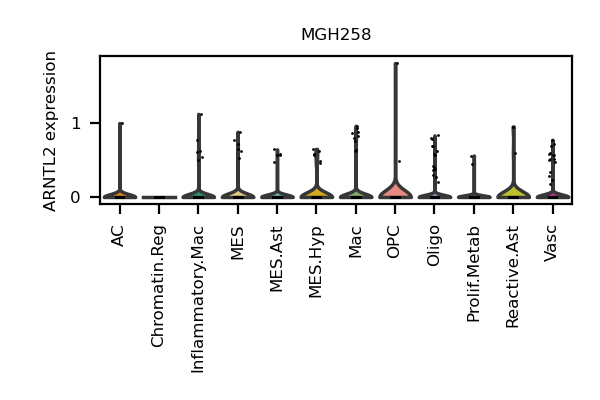 MGH258
ARNTL2 expression
1
0
AC
Chromatin.Reg
Inflammatory.Mac
MES
MES.Ast
MES.Hyp
Mac
OPC
Oligo
Prolif.Metab
Reactive.Ast
Vasc